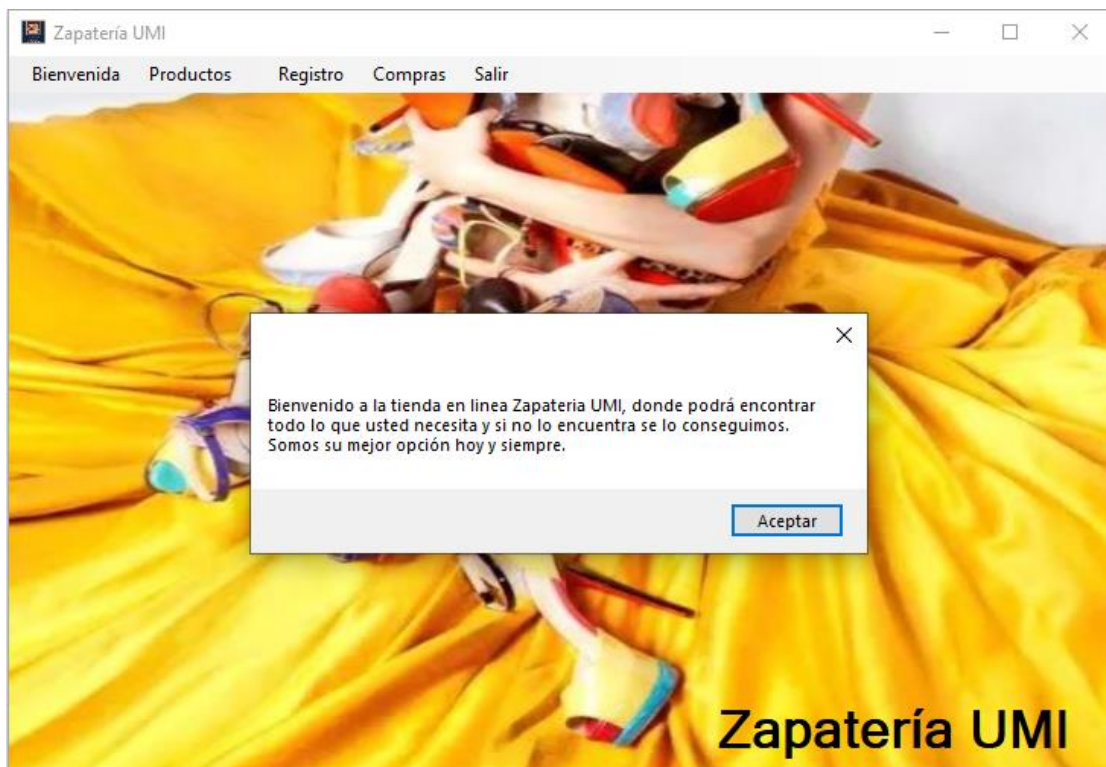 Zapatería UMI
Bienvenida Productos Registro Compras Salir
Bienvenido a la tienda en linea Zapateria UMI, donde podrá encontrar
todo lo que usted necesita y si no lo encuentra se lo conseguimos.
Somos su mejor opción hoy y siempre.
Aceptar
Zapatería UMI